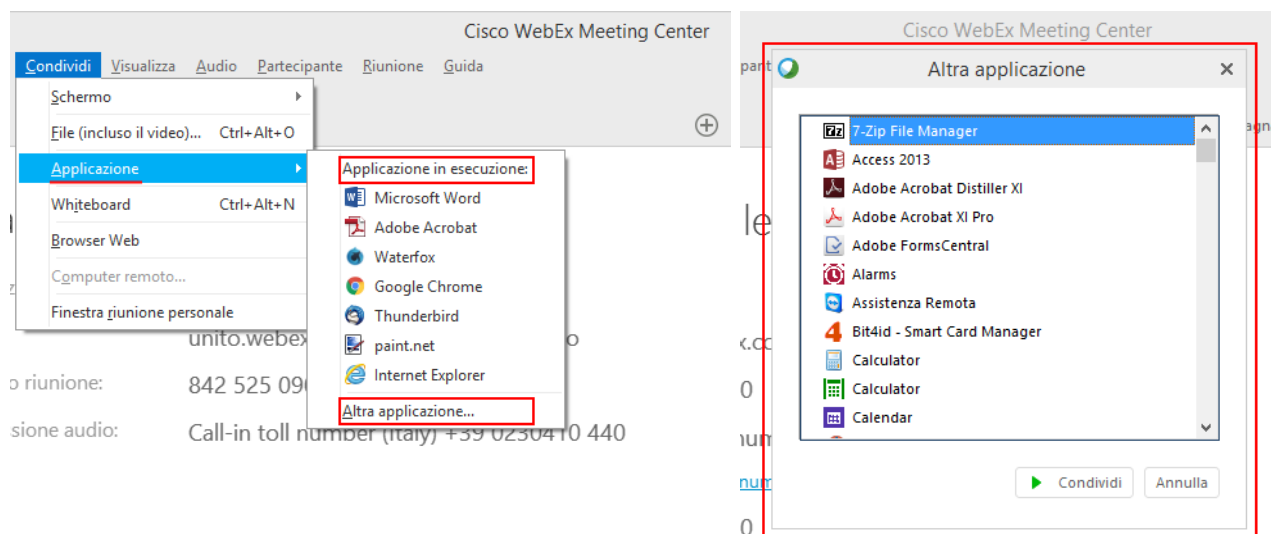 Cisco WebEx Meeting Center
Condividi Visualizza Audio Partecipante Riunione Guida
Schermo
File (incluso il video)... Ctrl+Alt+O
Applicazione
Whiteboard Ctrl+Alt+N
Browser Web
Computer remoto...
Finestra riunione personale
Applicazione in esecuzione:
Microsoft Word
Adobe Acrobat
Waterfox
Google Chrome
Thunderbird
paint.net
Internet Explorer
Altra applicazione...
unito.webex
o riunione: 842 525 09
sione audio: Call-in toll number (Italy) +39 0230410 440
Cisco WebEx Meeting Center
Altra applicazione
7-Zip File Manager
Access 2013
Adobe Acrobat Distiller XI
Adobe Acrobat XI Pro
Adobe FormsCentral
Alarms
Assistenza Remota
Bit4id - Smart Card Manager
Calculator
Calculator
Calendar
Condividi Annulla